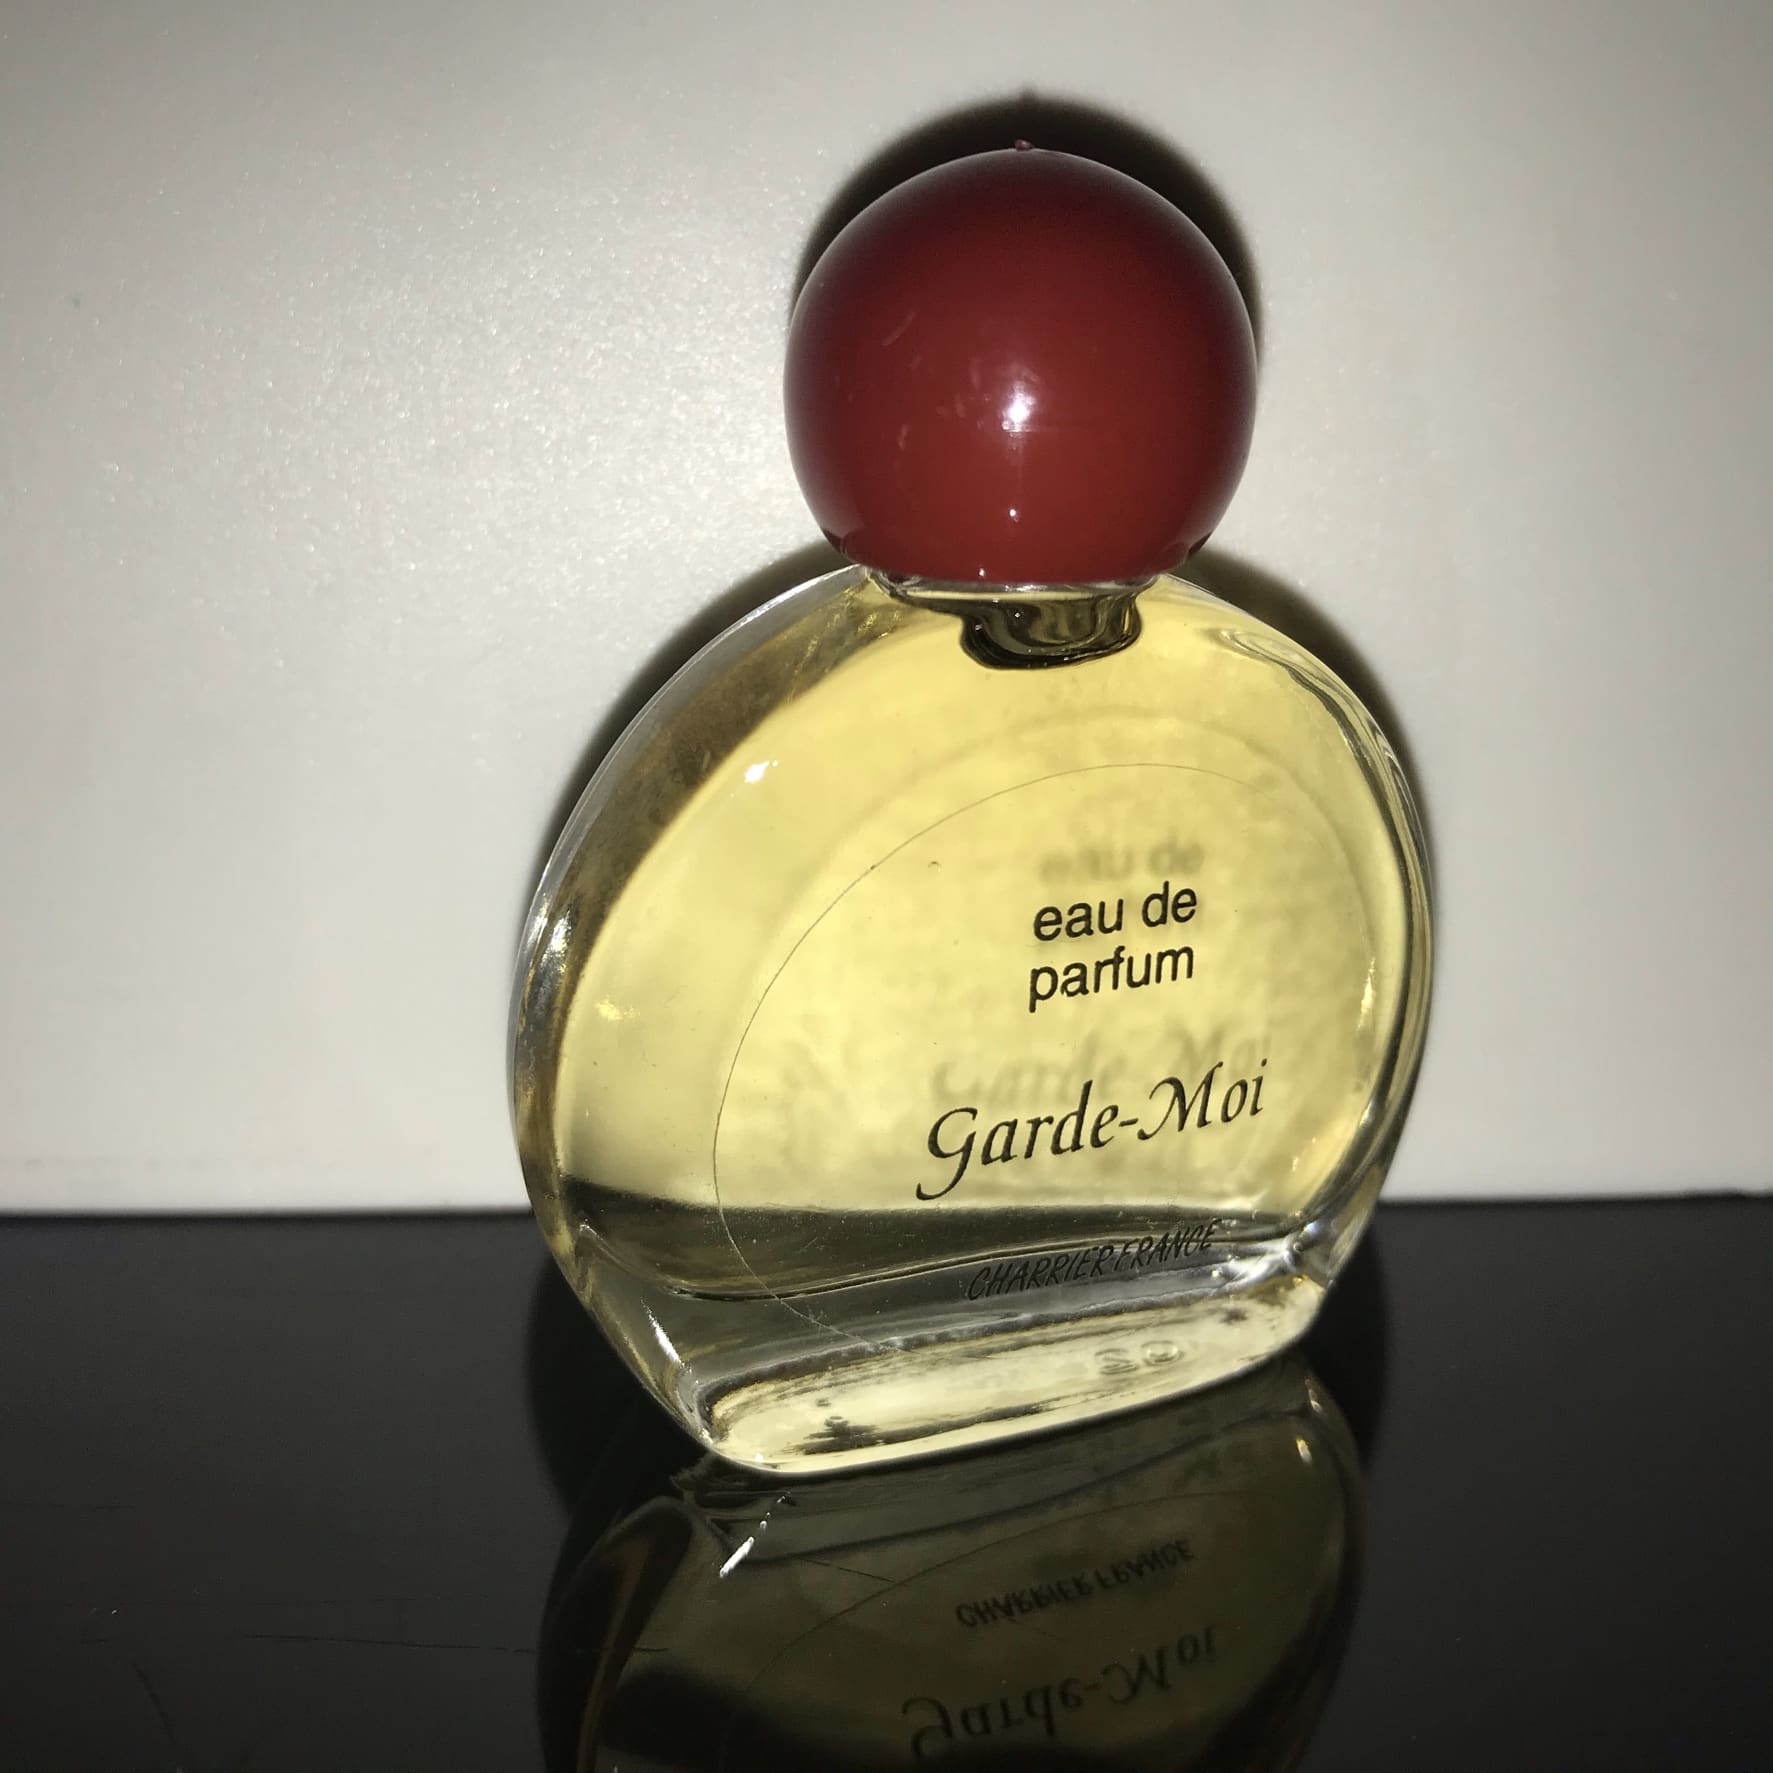 eau de
parfum
Garde-Moi
CHARRIER-FRANCE